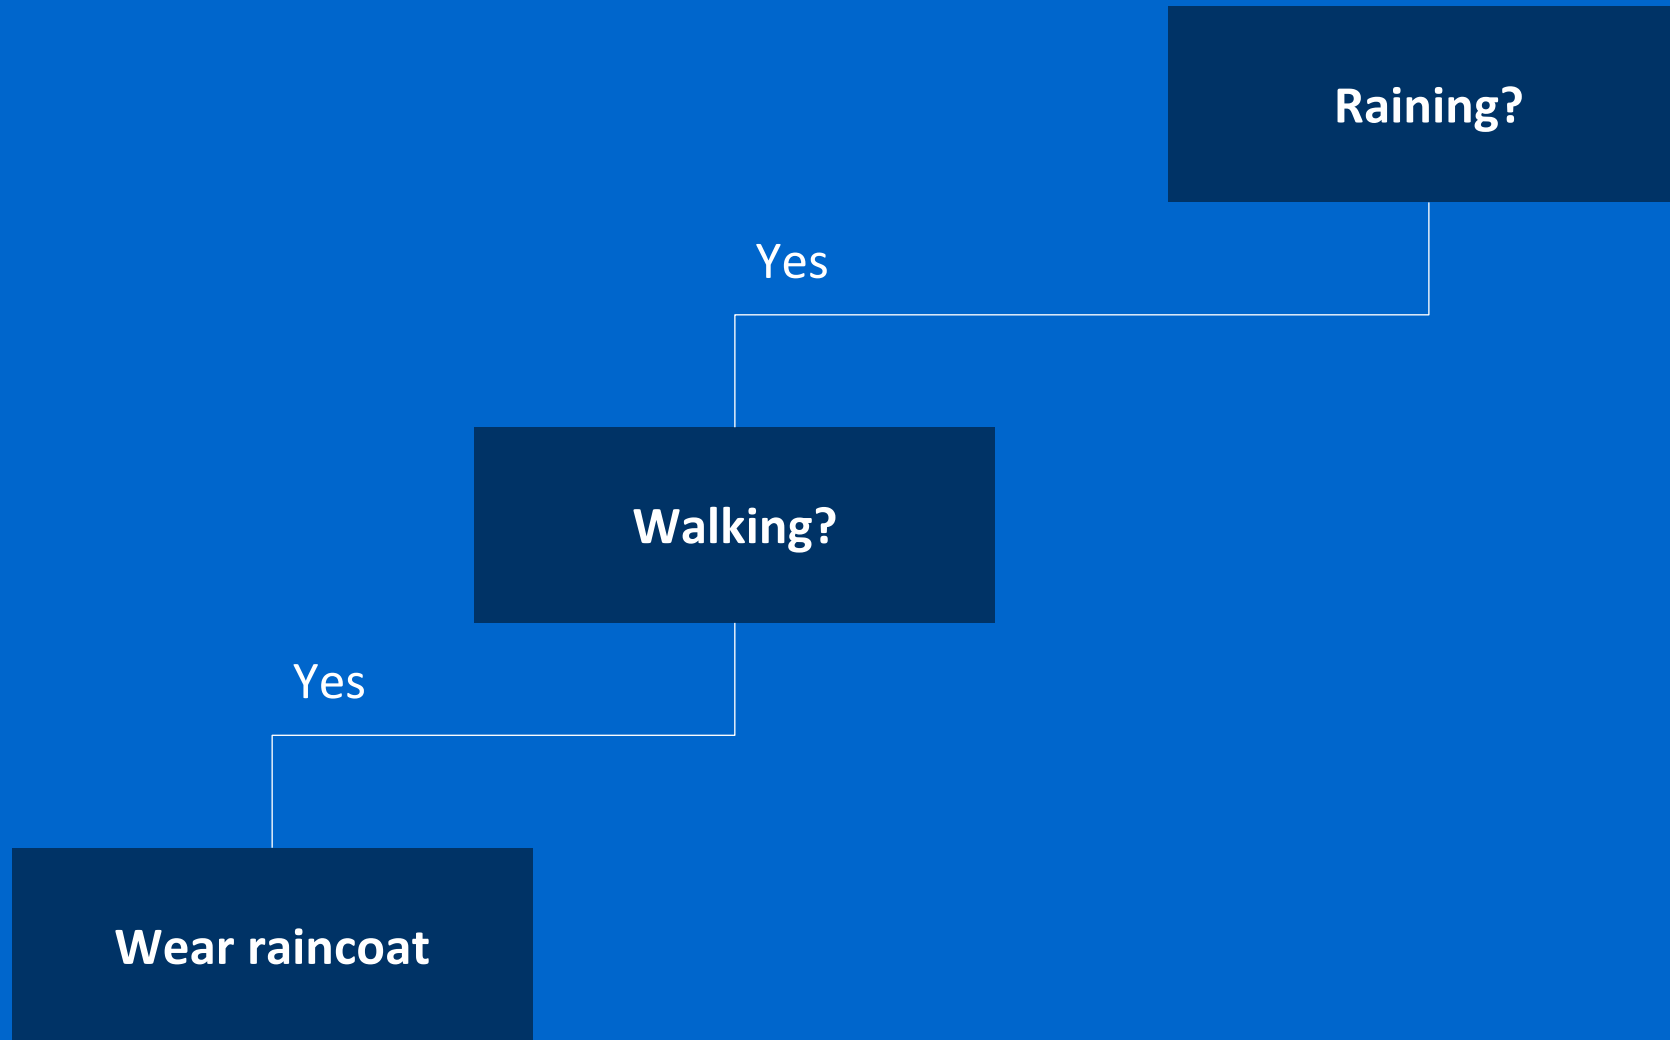 Raining?
Yes
Walking?
Yes
Wear raincoat